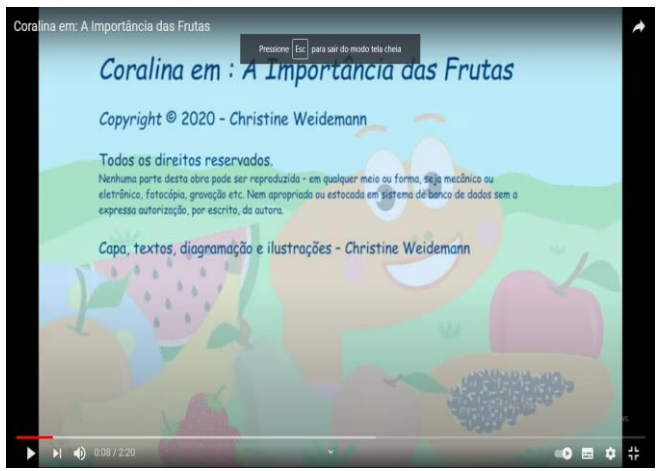 Coralina em: A Importância das Frutas
Pressione Esc para sair do modo tela cheia
Coralina em : A Importância das Frutas
Copyright © 2020 – Christine Weidemann
Todos os direitos reservados.
Nenhuma parte desta obra pode ser reproduzida – em qualquer meio ou forma, seja mecânico ou
eletrônico, fotocópia, gravação etc. Nem apropriada ou estocada em sistema de banco de dados sem a
expressa autorização, por escrito, da autora.
Capa, textos, diagramação e ilustrações – Christine Weidemann
0:08 / 2:20